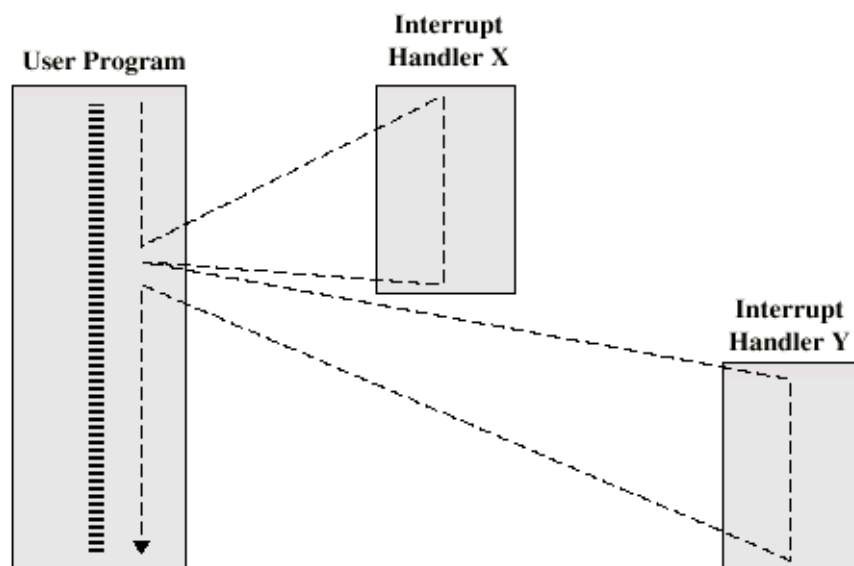 User Program
Interrupt
Handler X
Interrupt
Handler Y